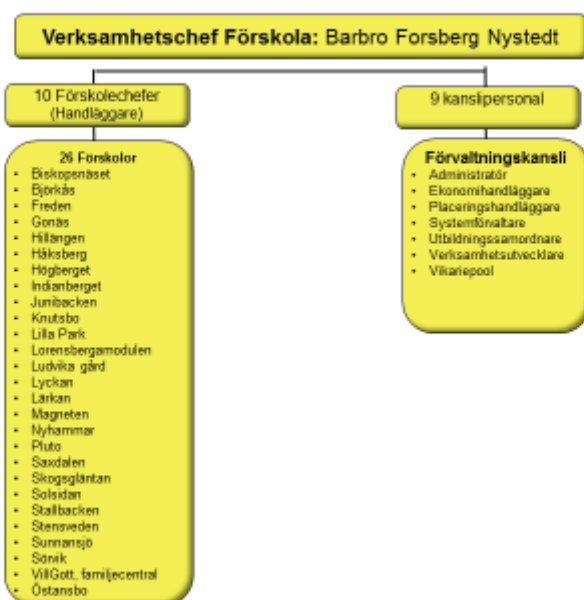 Verksamhetschef Förskola: Barbro Forsberg Nystedt
10 Förskolechefer
(Handläggare)
9 kanslipersonal
26 Förskolor
• Biskopsnäset
• Björkås
• Freden
• Gonäs
• Hillängen
• Håksberg
• Högberget
• Indianberget
• Junibacken
• Knutsbo
• Lilla Park
• Lorensbergamodulen
• Ludvika gård
• Lyckan
• Lärkan
• Magneten
• Nyhammar
• Pluto
• Saxdalen
• Skogsgläntan
• Solsidan
• Stallbacken
• Stensveden
• Sunnansjö
• Sörvik
• VillGott, familjecentral
• Östansbo
Förvaltningskansli
• Administratör
• Ekonomihandläggare
• Placeringshandläggare
• Systemförvaltare
• Utbildningssamordnare
• Verksamhetsutvecklare
• Vikariepool